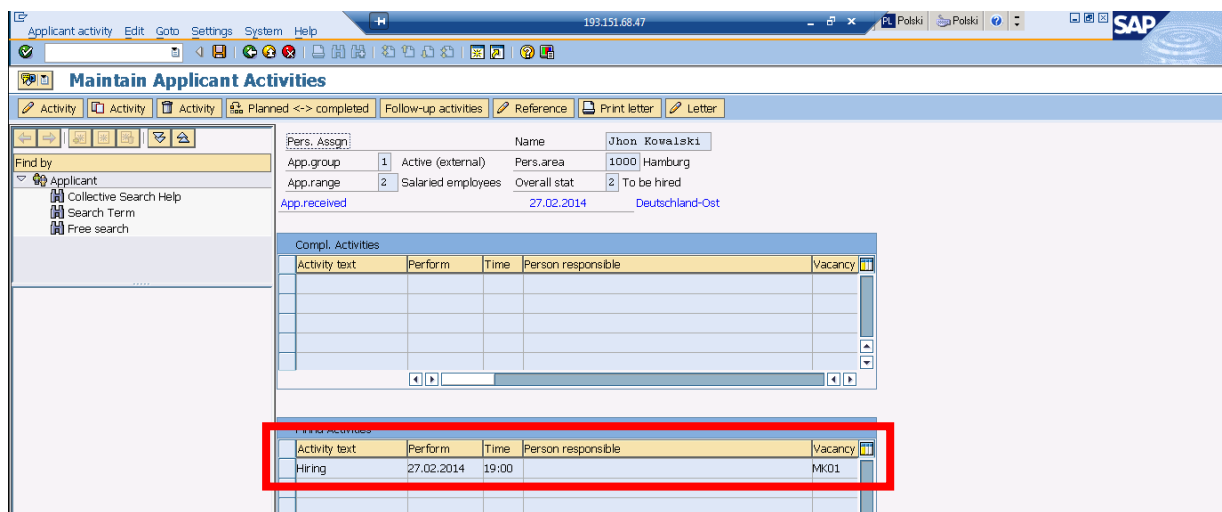 193.151.68.47
PL Polski Polski
Applicant activity Edit Goto Settings System Help
SAP
Maintain Applicant Activities
Activity Activity Activity Planned <-> completed Follow-up activities Reference Print letter Letter
Find by
Applicant
Collective Search Help
Search Term
Free search
Pers. Assgn Name Jhon Kowalski
App.group 1 Active (external) Pers.area 1000 Hamburg
App.range 2 Salaried employees Overall stat 2 To be hired
App.received 27.02.2014 Deutschland-Ost
Compl. Activities
Activity text Perform Time Person responsible Vacancy
Activities
Activity text Perform Time Person responsible Vacancy
Hiring 27.02.2014 19:00 MK01